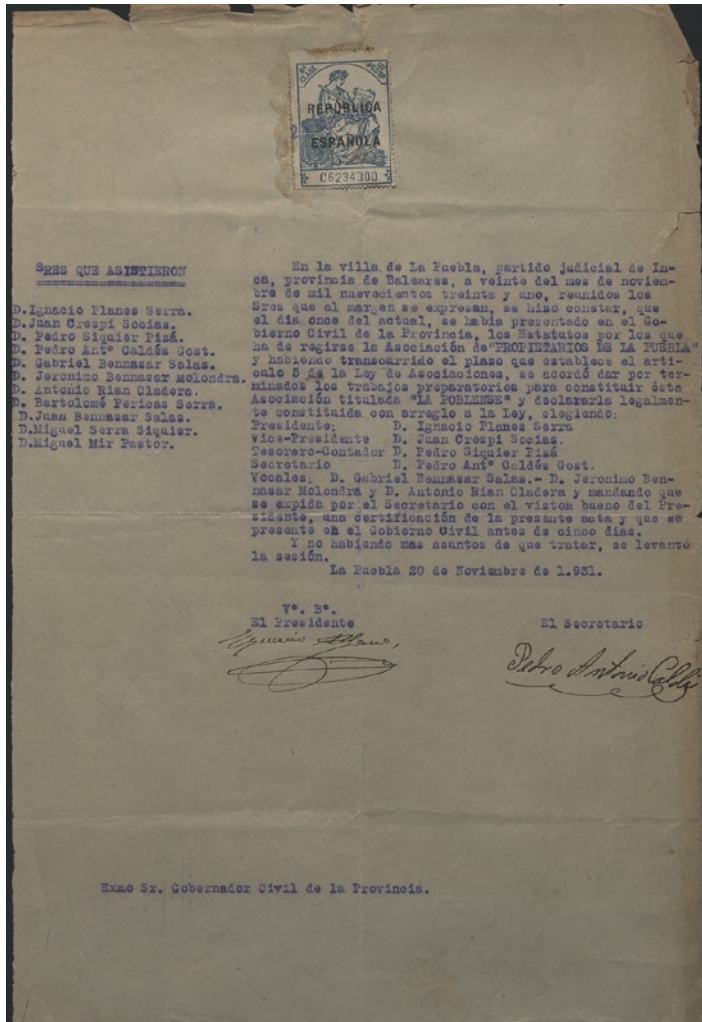 REPÚBLICA
ESPAÑOLA
C6234300
SRES QUE ASISTIERON
D.Ignacio Planes Serra.
D.Juan Crespi Socias.
D. Pedro Siquier Pizá.
D. Pedro Antº Caldés Gost.
D. Gabriel Bennasar Salas.
D. Jeronimo Bennasar Molondra.
D. Antonio Rian Cladera.
D. Bartolomé Pericas Serra.
D.Juan Bennasar Salas.
D.Miguel Serra Siquier.
D.Miguel Mir Pastor.
En la villa de La Puebla, partido judicial de In-
ca, provincia de Baleares, a veinte del mes de noviem-
bre de mil nuevecientos treinta y uno, reunidos los
Sres que al margen se expresan, se hizo constar, que
el dia once del actual, se habia presentado en el Go-
bierno Civil de la Provincia, los Estatutos por los que
ha de regirse la Asociación de "PROPIETARIOS DE LA PUEBLA"
y habiendo transcurrido el plazo que establece el arti-
culo 5 de la Ley de Asociaciones, se acordó dar por ter-
minados los trabajos preparatorios para constituir ésta
Asociación titulada "LA POBLENSE" y declararla legalmen-
te constituida con arreglo a la Ley, elegiendo:
Presidente: D. Ignacio Planes Serra
Vice-Presidente D. Juan Crespi Socias.
Tesorero-Contador D. Pedro Siquier Pizá
Secretario D. Pedro Antº Caldés Gost.
Vocales: D. Gabriel Bennasar Salas.- D. Jeronimo Ben-
nasar Molondra y D. Antonio Rian Cladera y mandando que
se expida por el Secretario con el vistoh bueno del Pre-
sidente, una certificación de la presente acta y que se
presente en el Gobierno Civil antes de cinco dias.
Y no habiendo mas asuntos de que tratar, se levantó
la sesión.
La Puebla 20 de Noviembre de 1.931.
Vº. Bº.
El Presidente
El Secretario
Pedro Antonio Caldés
Exmo Sr. Gobernador Civil de la Provincia.